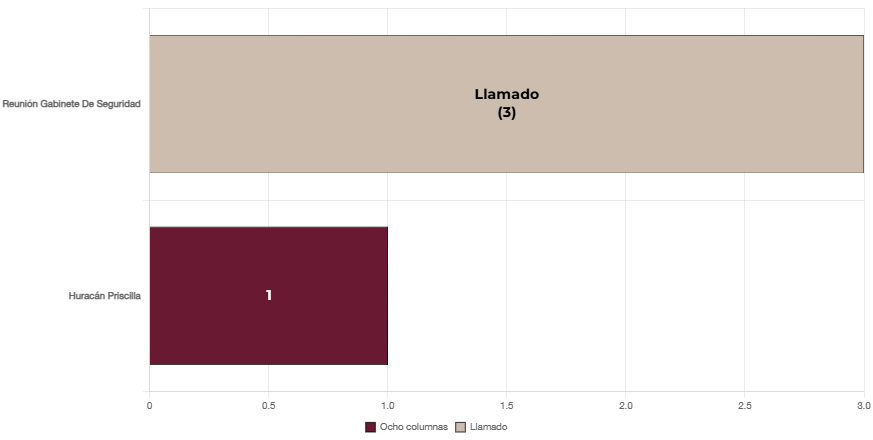 Reunión Gabinete De Seguridad
Llamado
(3)
Huracán Priscilla
1
0
0.5
1.0
1.5
2.0
2.5
3.0
Ocho columnas
Llamado